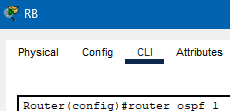 RB
Physical Config CLI Attributes
Router(config)#router ospf 1